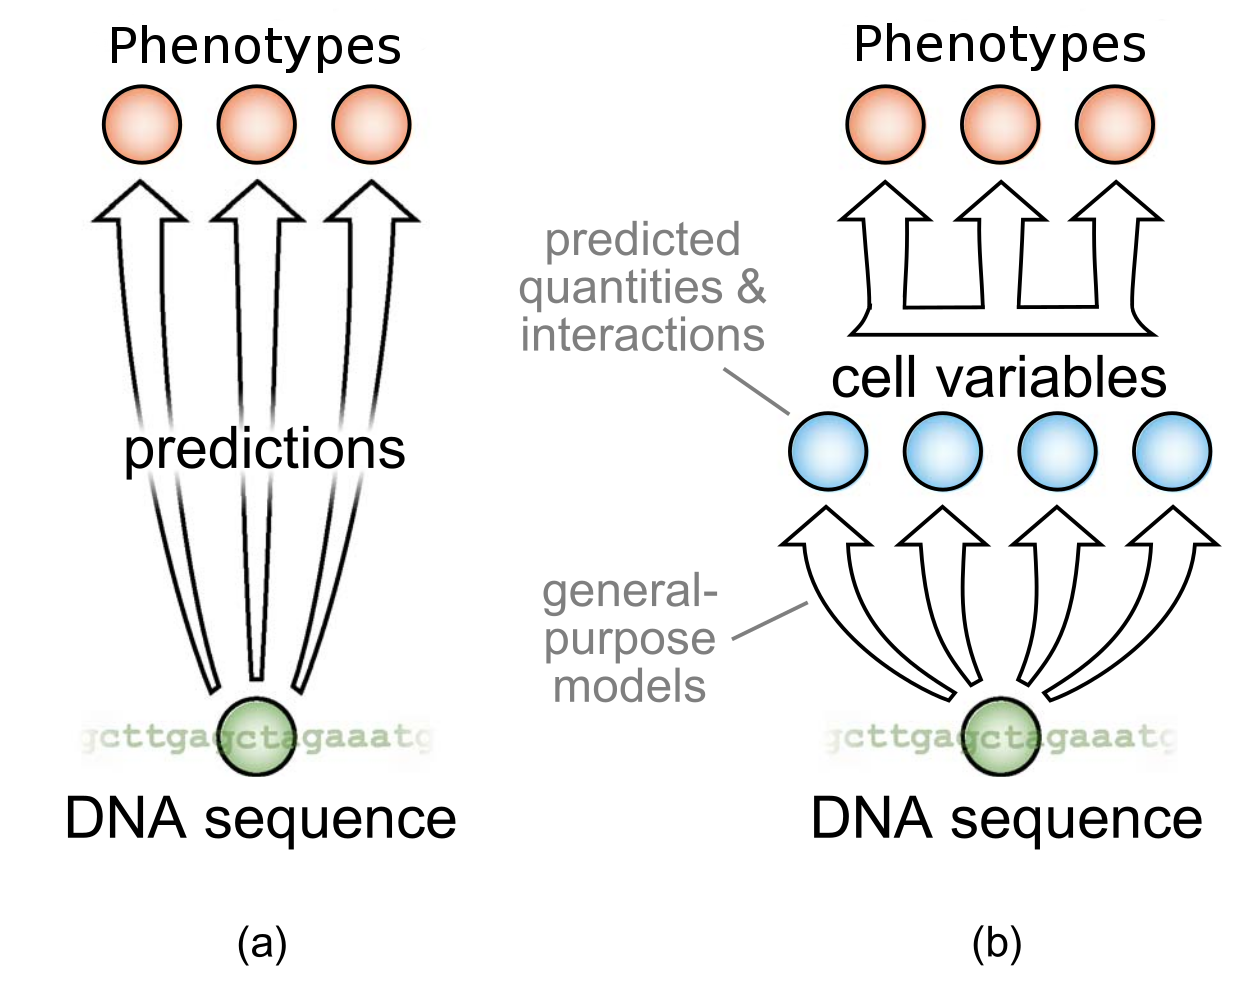 Phenotypes
predictions
gcttgagctagaaatg
DNA sequence
(a)
Phenotypes
predicted
quantities &
interactions
cell variables
general-
purpose
models
gcttgagctagaaatg
DNA sequence
(b)